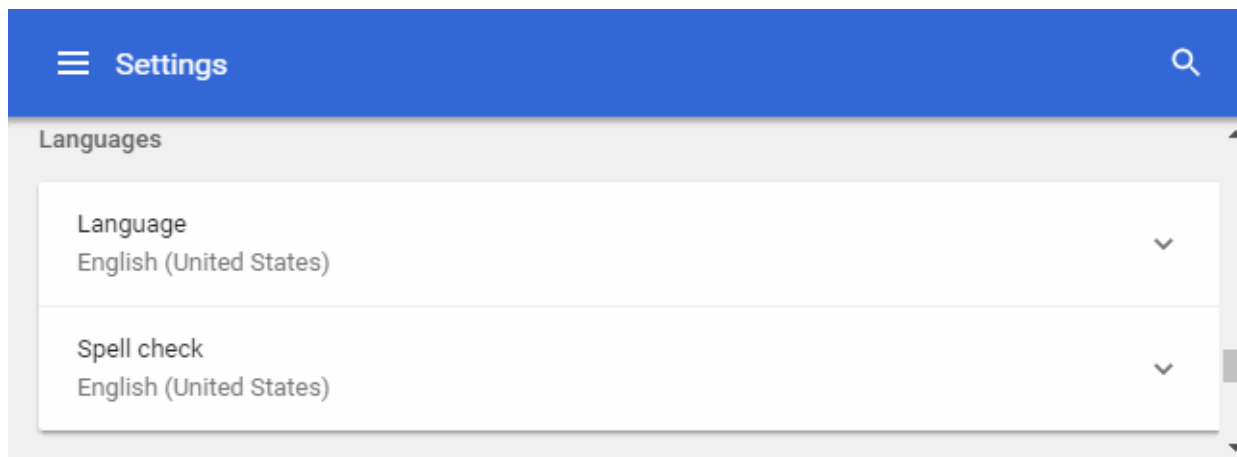 Settings
Languages
Language
English (United States)
Spell check
English (United States)